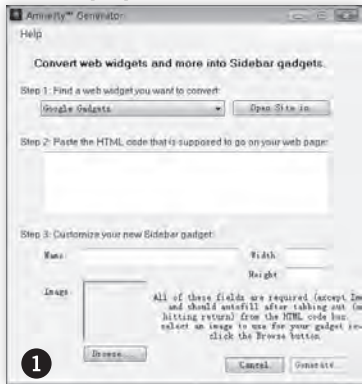 Amnesty™ Generator
Help
Convert web widgets and more into Sidebar gadgets.
Step 1: Find a web widget you want to convert:
Google Gadgets
Open Site in
Step 2: Paste the HTML code that is supposed to go on your web page:
Step 3: Customize your new Sidebar gadget:
Name
Width
Height
Image
All of these fields are required (except Im
and should autofill after tabbing out (o
hitting return) from the HTML code box.
select an image to use for your gadget ic
click the Browse button.
Browse
Cancel
Generate
1